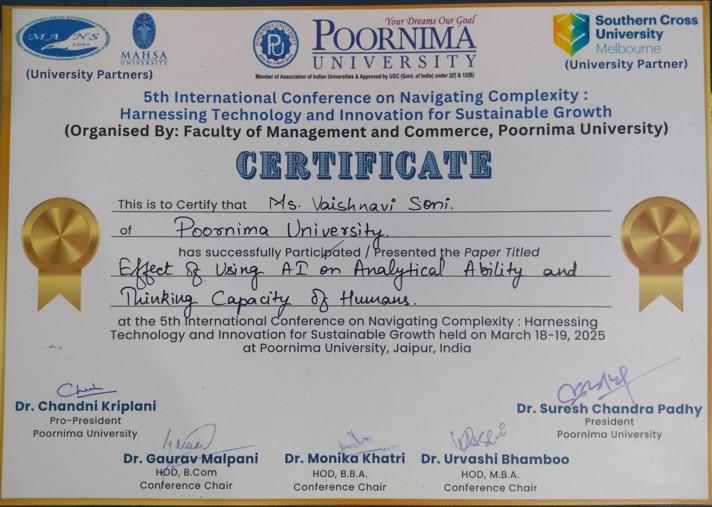 MAINS
1993
MAHSA
UNIVERSITY
(University Partners)
POORNIMA UNIVERSITY
PU
Your Dreams Our Goal
POORNIMA
UNIVERSITY
Member of Association of Indian Universities & Approved by UGC (Govt. of India) under 2(f) & 12(B)
Southern Cross
University
Melbourne
(University Partner)
5th International Conference on Navigating Complexity :
Harnessing Technology and Innovation for Sustainable Growth
(Organised By: Faculty of Management and Commerce, Poornima University)
CERTIFICATE
This is to Certify that Ms. Vaishnavi Soni.
of Poornima University.
has successfully Participated / Presented the Paper Titled
Effect of Using AI on Analytical Ability and
Thinking Capacity of Humans.
at the 5th International Conference on Navigating Complexity : Harnessing
Technology and Innovation for Sustainable Growth held on March 18-19, 2025
at Poornima University, Jaipur, India
Dr. Chandni Kriplani
Pro-President
Poornima University
Dr. Suresh Chandra Padhy
President
Poornima University
Dr. Gaurav Malpani
HOD, B.Com
Conference Chair
Dr. Monika Khatri
HOD, B.B.A.
Conference Chair
Dr. Urvashi Bhamboo
HOD, M.B.A.
Conference Chair